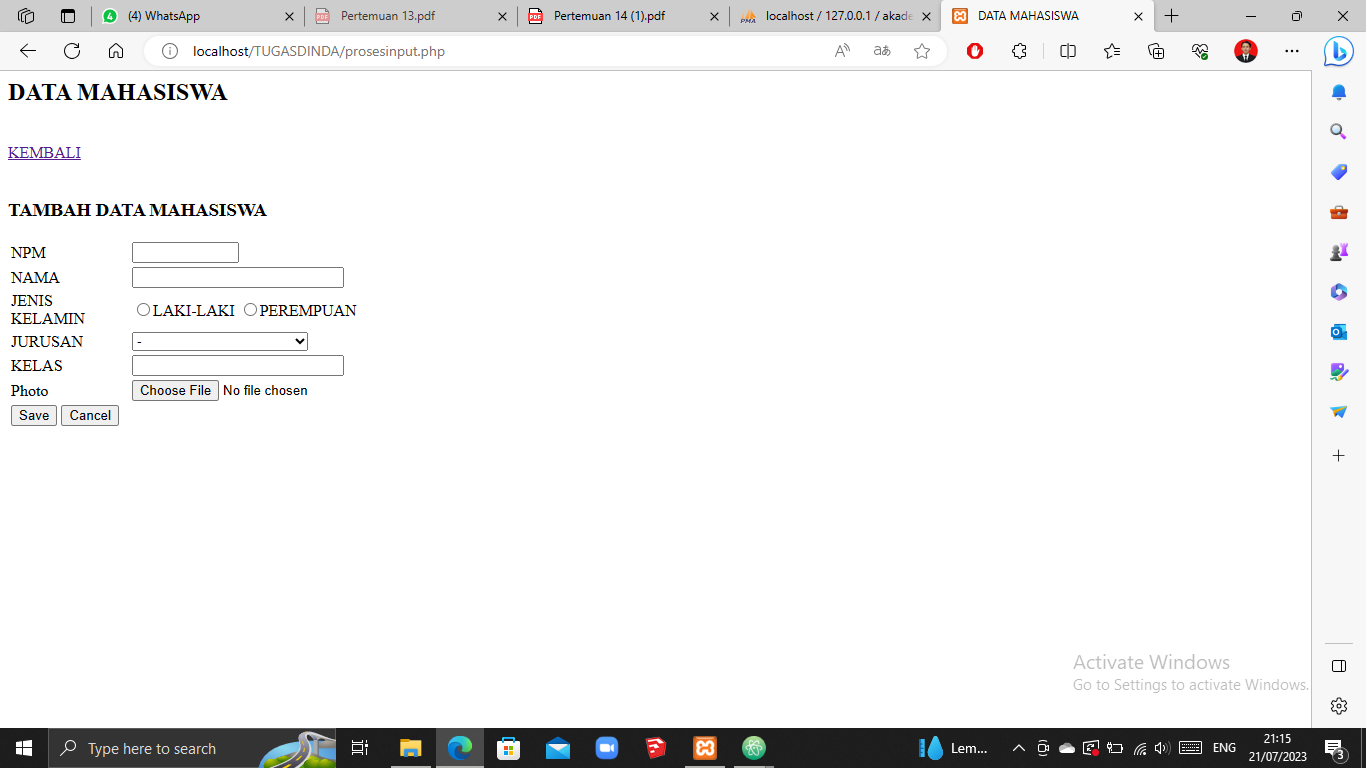 (4) WhatsApp
Pertemuan 13.pdf
Pertemuan 14 (1).pdf
localhost / 127.0.0.1 / akade
DATA MAHASISWA
localhost/TUGASDINDA/prosesinput.php
DATA MAHASISWA
KEMBALI
TAMBAH DATA MAHASISWA
NPM
NAMA
JENIS
KELAMIN
LAKI-LAKI PEREMPUAN
JURUSAN -
KELAS
Photo Choose File No file chosen
Save Cancel
Activate Windows
Go to Settings to activate Windows.
Type here to search
Lem...
ENG
21:15
21/07/2023
3